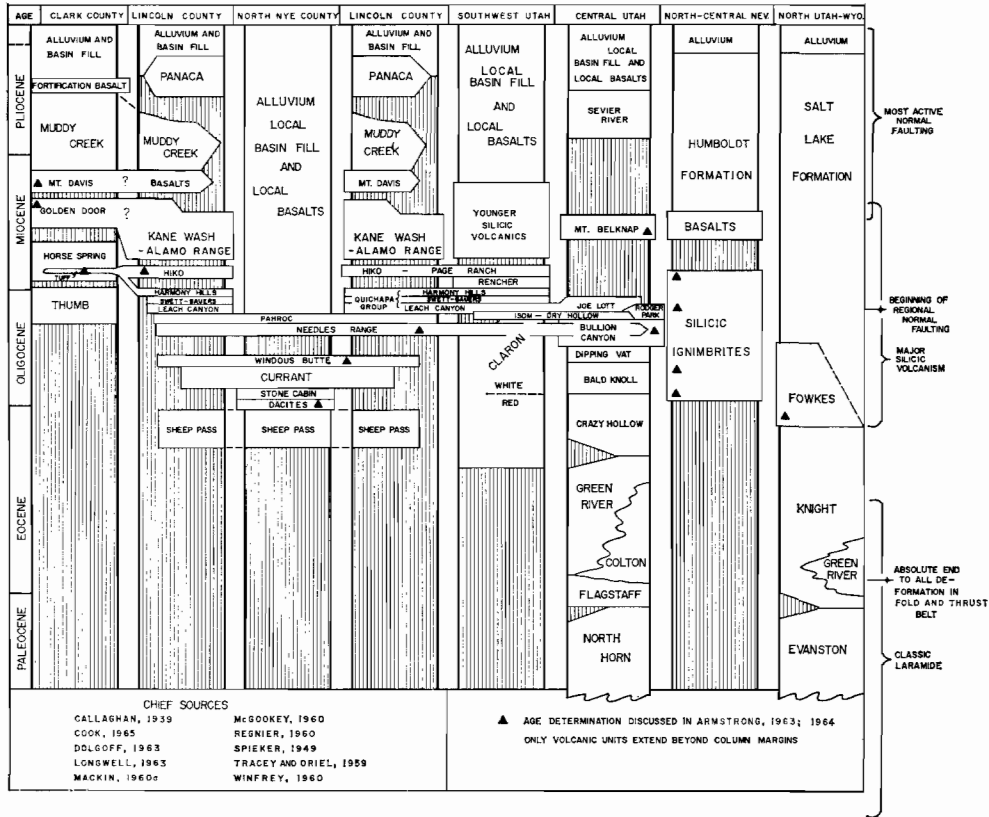 AGE
CLARK COUNTY
LINCOLN COUNTY
NORTH NYE COUNTY
LINCOLN COUNTY
SOUTHWEST UTAH
CENTRAL UTAH
NORTH-CENTRAL NEV.
NORTH UTAH-WYO.
PLIOCENE
MIOCENE
OLIGOCENE
EOCENE
PALEOCENE
ALLUVIUM AND
BASIN FILL
FORTIFICATION BASALT
MUDDY
CREEK
MT. DAVIS
?
BASALTS
GOLDEN DOOR
?
HORSE SPRING
TUFF
THUMB
ALLUVIUM AND
BASIN FILL
PANACA
MUDDY
CREEK
KANE WASH
-ALAMO RANGE
HIKO
HARMONY HILLS
SWETT-BAUERS
LEACH CANYON
PAHROC
NEEDLES RANGE
WINDOUS BUTTE
CURRANT
STONE CABIN
DACITES
SHEEP PASS
SHEEP PASS
SHEEP PASS
ALLUVIUM
LOCAL
BASIN FILL
AND
LOCAL
BASALTS
ALLUVIUM AND
BASIN FILL
PANACA
MUDDY
CREEK
MT. DAVIS
KANE WASH
-ALAMO RANGE
HIKO - PAGE RANCH
RENCHER
QUICHAPA
GROUP
HARMONY HILLS
SWETT-BAUERS
LEACH CANYON
ALLUVIUM
LOCAL
BASIN FILL
AND
LOCAL
BASALTS
YOUNGER
SILICIC
VOLCANICS
ISOM - DRY HOLLOW
CLARON
WHITE
RED
ALLUVIUM
LOCAL
BASIN FILL AND
LOCAL BASALTS
SEVIER
RIVER
MT. BELKNAP
JOE LOTT
ROGER
PARK
BULLION
CANYON
DIPPING VAT
BALD KNOLL
CRAZY HOLLOW
GREEN
RIVER
COLTON
FLAGSTAFF
NORTH
HORN
ALLUVIUM
HUMBOLDT
FORMATION
BASALTS
SILICIC
IGNIMBRITES
ALLUVIUM
SALT
LAKE
FORMATION
FOWKES
KNIGHT
GREEN
RIVER
EVANSTON
MOST ACTIVE
NORMAL
FAULTING
BEGINNING OF
REGIONAL
NORMAL
FAULTING
MAJOR
SILICIC
VOLCANISM
ABSOLUTE END
TO ALL DE-
FORMATION IN
FOLD AND THRUST
BELT
CLASSIC
LARAMIDE
CHIEF SOURCES
CALLAGHAN, 1939
COOK, 1965
DOLGOFF, 1963
LONGWELL, 1963
MACKIN, 1960a
McGOOKEY, 1960
REGNIER, 1960
SPIEKER, 1949
TRACEY AND ORIEL, 1959
WINFREY, 1960
▲ AGE DETERMINATION DISCUSSED IN ARMSTRONG, 1963; 1964
ONLY VOLCANIC UNITS EXTEND BEYOND COLUMN MARGINS